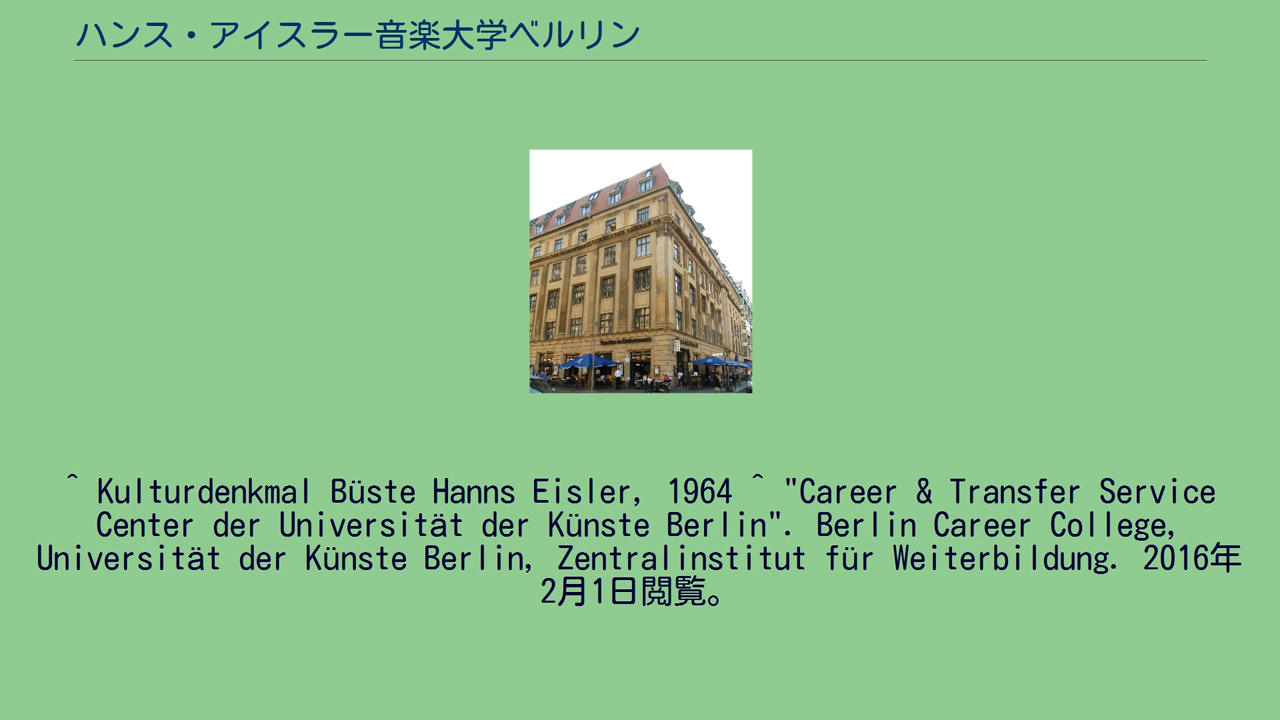 ハンス・アイスラー音楽大学ベルリン
^ Kulturdenkmal Büste Hanns Eisler, 1964 ^ "Career & Transfer Service
Center der Universität der Künste Berlin". Berlin Career College,
Universität der Künste Berlin, Zentralinstitut für Weiterbildung. 2016年
2月1日閲覧。